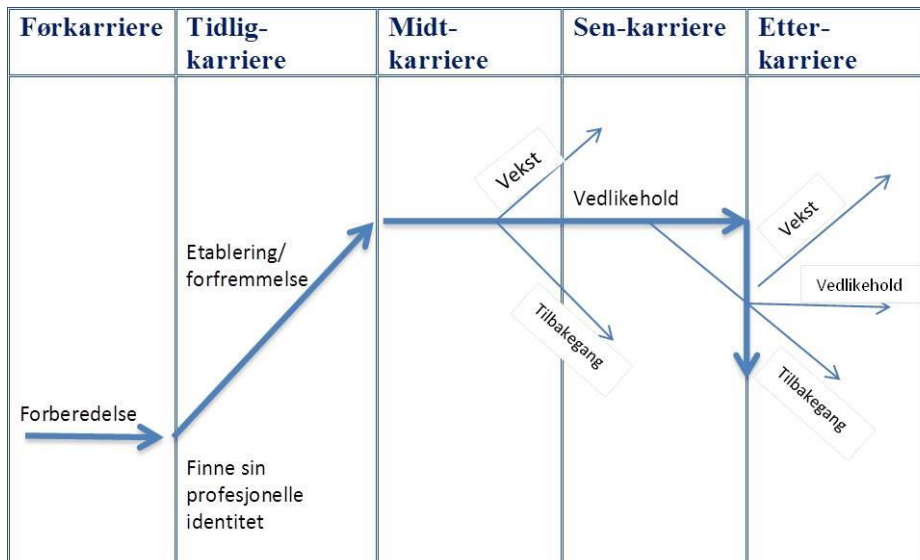 Førkarriere
Tidlig-
karriere
Midt-
karriere
Sen-karriere
Etter-
karriere
Forberedelse
Etablering/
forfremmelse
Finne sin
profesjonelle
identitet
Vekst
Tilbakegang
Vedlikehold
Vekst
Vedlikehold
Tilbakegang